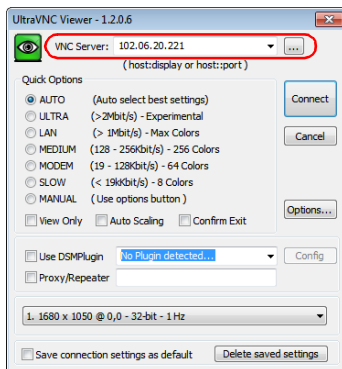 UltraVNC Viewer - 1.2.0.6
VNC Server: 102.06.20.221 ...
( host:display or host::port )
Quick Options
AUTO (Auto select best settings) Connect
ULTRA (>2Mbit/s) - Experimental
LAN (> 1Mbit/s) - Max Colors Cancel
MEDIUM (128 - 256Kbit/s) - 256 Colors
MODEM (19 - 128Kbit/s) - 64 Colors
SLOW (< 19kKbit/s) - 8 Colors
MANUAL (Use options button )
View Only Auto Scaling Confirm Exit Options...
Use DSMPlugin No Plugin detected... Config
Proxy/Repeater
1. 1680 x 1050 @ 0,0 - 32-bit - 1 Hz
Save connection settings as default Delete saved settings